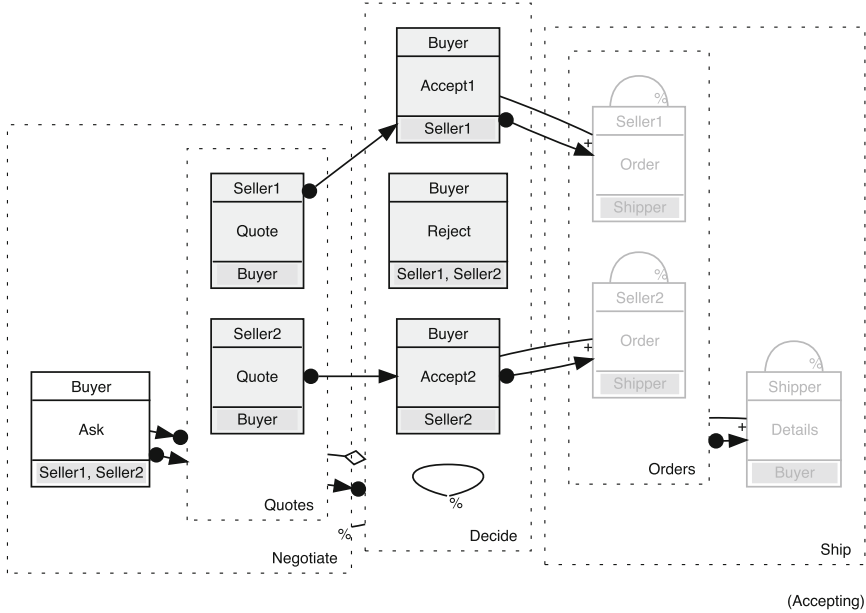 Buyer
Ask
Seller1, Seller2
Seller1
Quote
Buyer
Seller2
Quote
Buyer
Quotes
%
Negotiate
Buyer
Accept1
Seller1
Buyer
Reject
Seller1, Seller2
Buyer
Accept2
Seller2
%
Decide
%
Seller1
+
Order
Shipper
%
Seller2
+
Order
Shipper
Orders
%
Shipper
+
Details
Buyer
Ship
(Accepting)